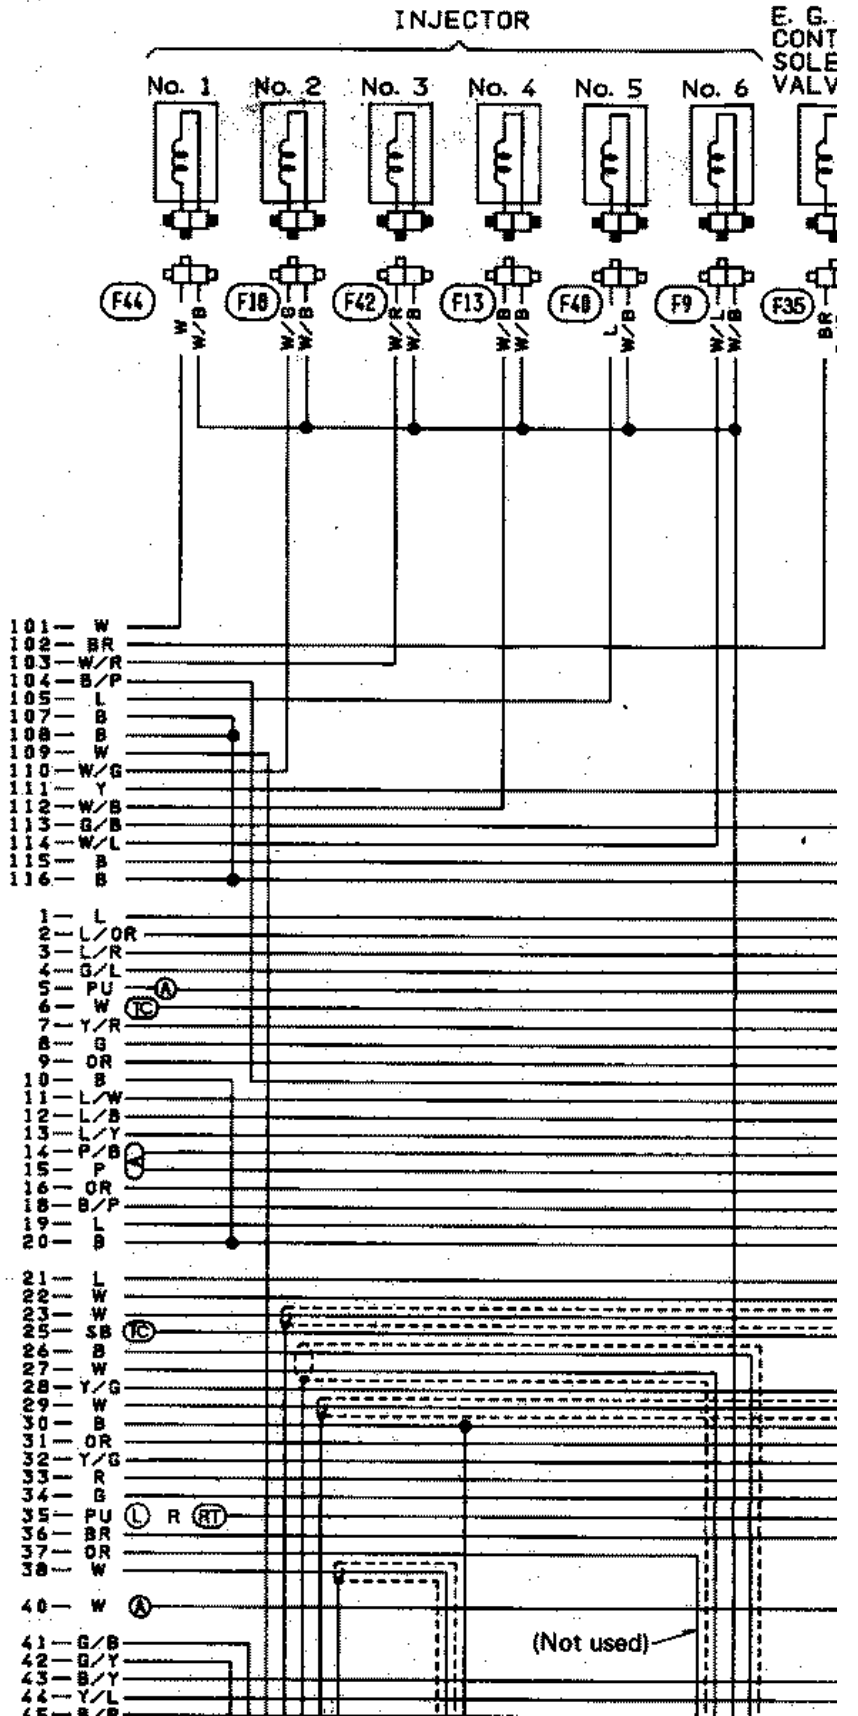 INJECTOR
E. G.
CONT
SOLE
VALV
No. 1 No. 2 No. 3 No. 4 No. 5 No. 6
F44 F18 F42 F13 F40 F9 F35
W W/B W/G W/B W/R W/B W/B W/B L W/B W/L W/B BR
101 — W
102 — BR
103 — W/R
104 — B/P
105 — L
107 — B
108 — B
109 — W
110 — W/G
111 — Y
112 — W/B
113 — G/B
114 — W/L
115 — B
116 — B
1 — L
2 — L/OR
3 — L/R
4 — G/L
5 — PU A
6 — W TC
7 — Y/R
8 — G
9 — OR
10 — B
11 — L/W
12 — L/B
13 — L/Y
14 — P/B A
15 — P
16 — OR
18 — B/P
19 — L
20 — B
21 — L
22 — W
23 — W
25 — SB TC
26 — B
27 — W
28 — Y/G
29 — W
30 — B
31 — OR
32 — Y/G
33 — R
34 — G
35 — PU L R RT
36 — BR
37 — OR
38 — W
40 — W A
(Not used)
41 — G/B
42 — G/Y
43 — B/Y
44 — Y/L